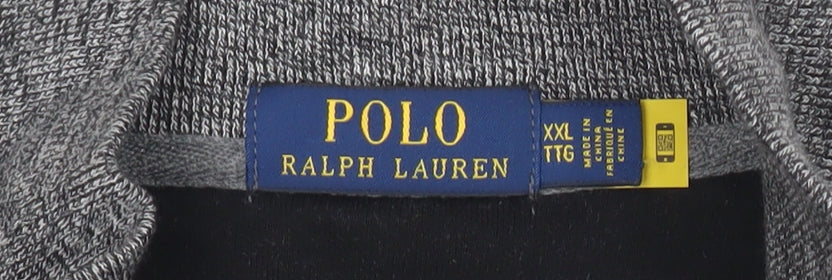 POLO
RALPH LAUREN
XXL
TTG
MADE IN
CHINA
FABRIQUÉ EN
CHINE